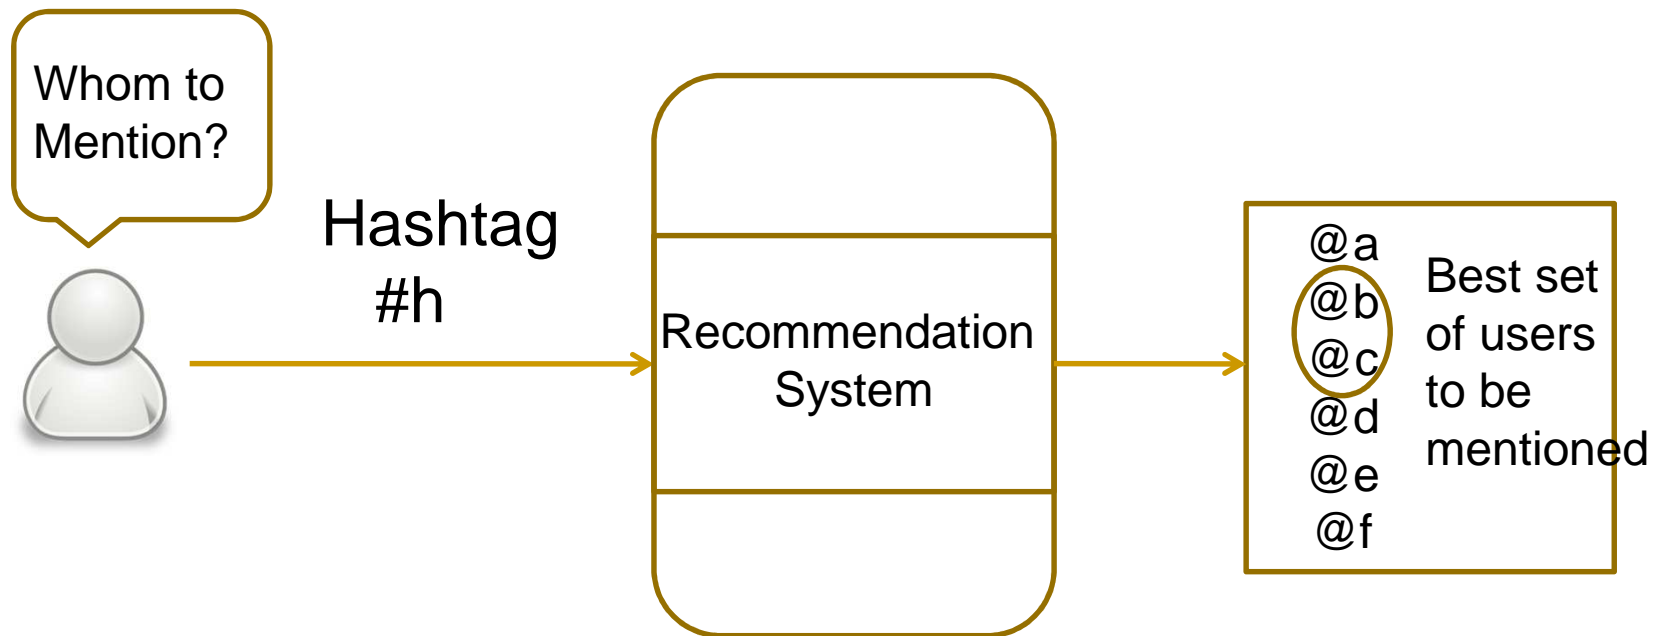 Whom to
Mention?
Hashtag
#h
Recommendation
System
@a
@b
@c
@d
@e
@f
Best set
of users
to be
mentioned